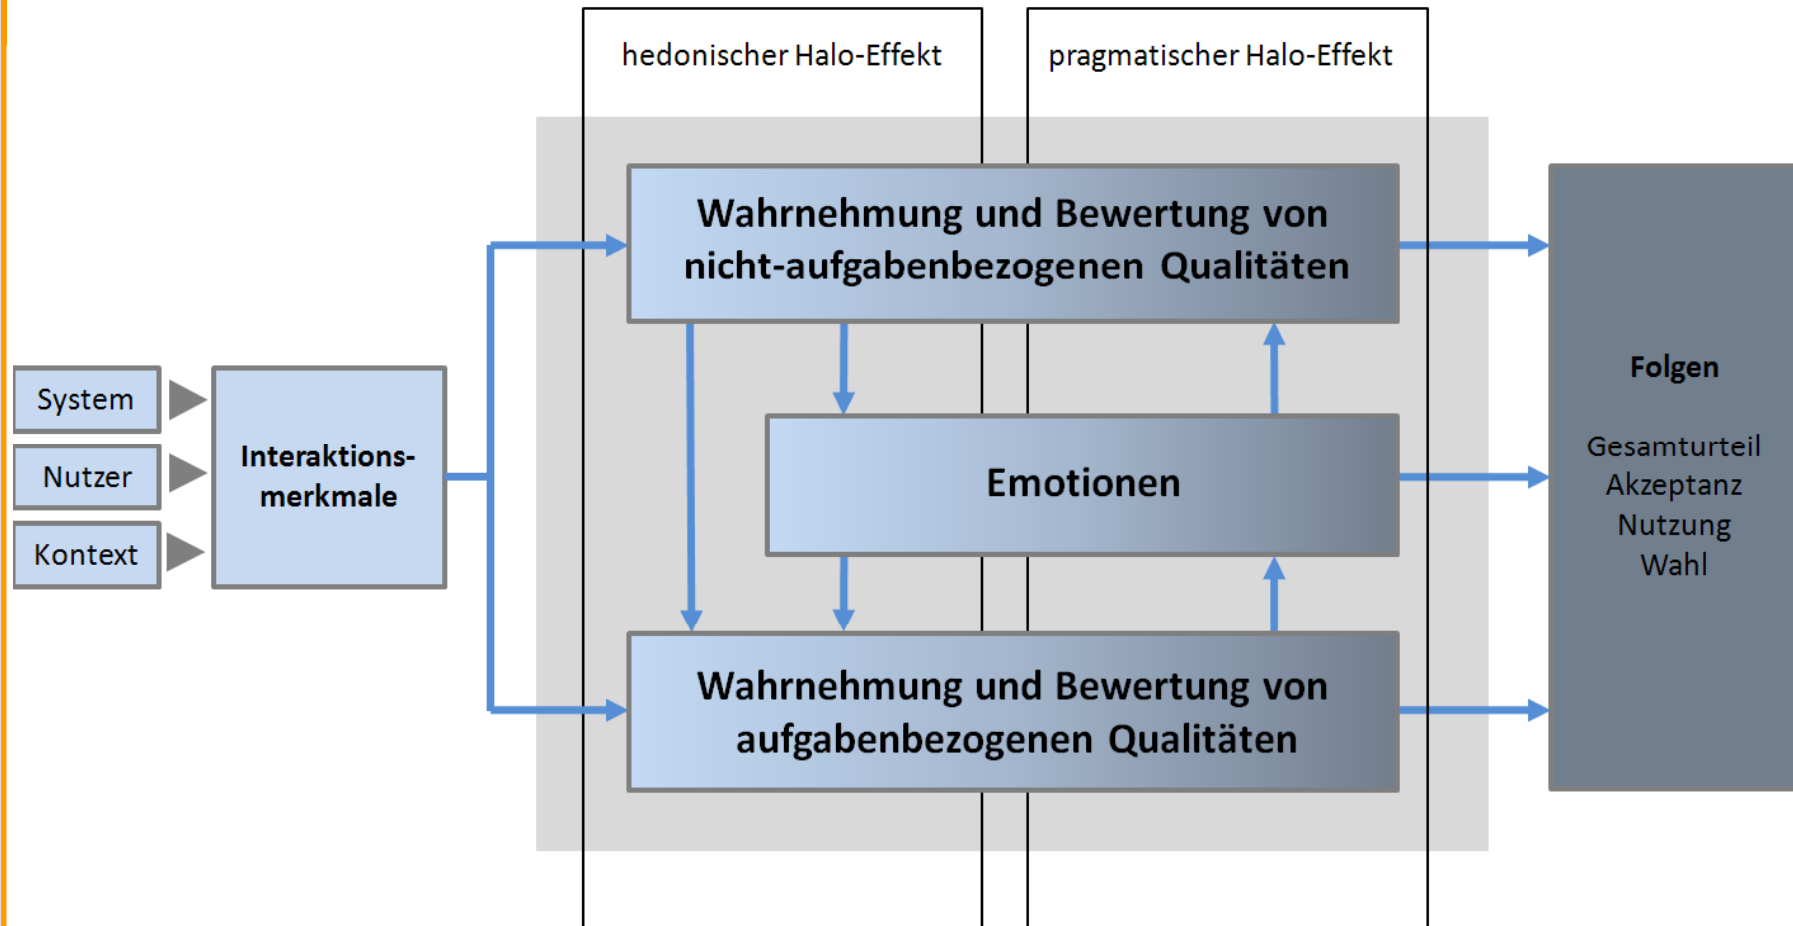 hedonischer Halo-Effekt
pragmatischer Halo-Effekt
Wahrnehmung und Bewertung von
nicht-aufgabenbezogenen Qualitäten
System
Nutzer
Kontext
Interaktions-
merkmale
Emotionen
Wahrnehmung und Bewertung von
aufgabenbezogenen Qualitäten
Folgen
Gesamturteil
Akzeptanz
Nutzung
Wahl